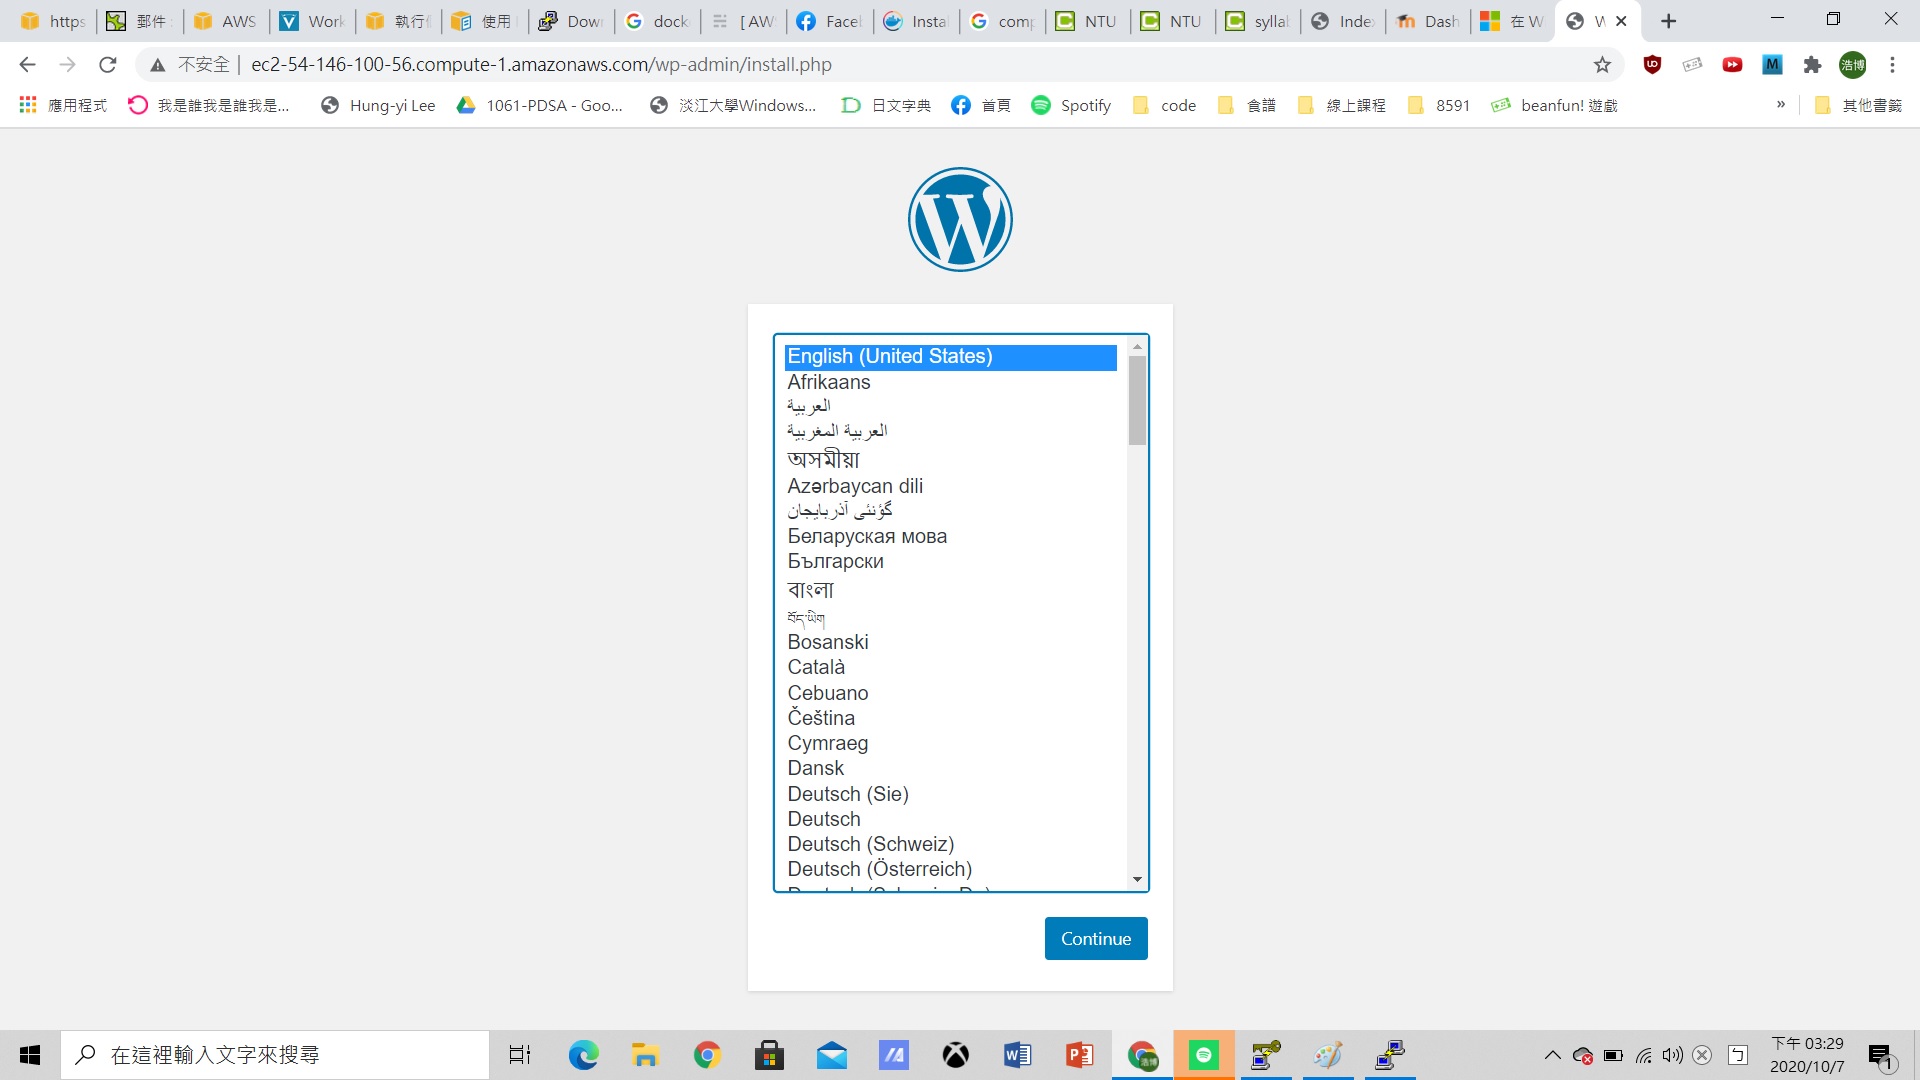 https
郵件
AWS
Work
執行個
使用
Dow
dock
[ AW
Face
Insta
comp
NTU
NTU
sylla
Inde
Dash
在 W
W
不安全 | ec2-54-146-100-56.compute-1.amazonaws.com/wp-admin/install.php
浩博
應用程式
我是誰我是誰我是...
Hung-yi Lee
1061-PDSA - Goo...
淡江大學Windows...
日文字典
首頁
Spotify
code
食譜
線上課程
8591
beanfun! 遊戲
»
其他書籤
English (United States)
Afrikaans
العربية
العربية المغربية
অসমীয়া
Azərbaycan dili
گؤنئی آذربایجان
Беларуская мова
Български
বাংলা
བོད་ཡིག
Bosanski
Català
Cebuano
Čeština
Cymraeg
Dansk
Deutsch (Sie)
Deutsch
Deutsch (Schweiz)
Deutsch (Österreich)
Continue
在這裡輸入文字來搜尋
下午 03:29
2020/10/7
1